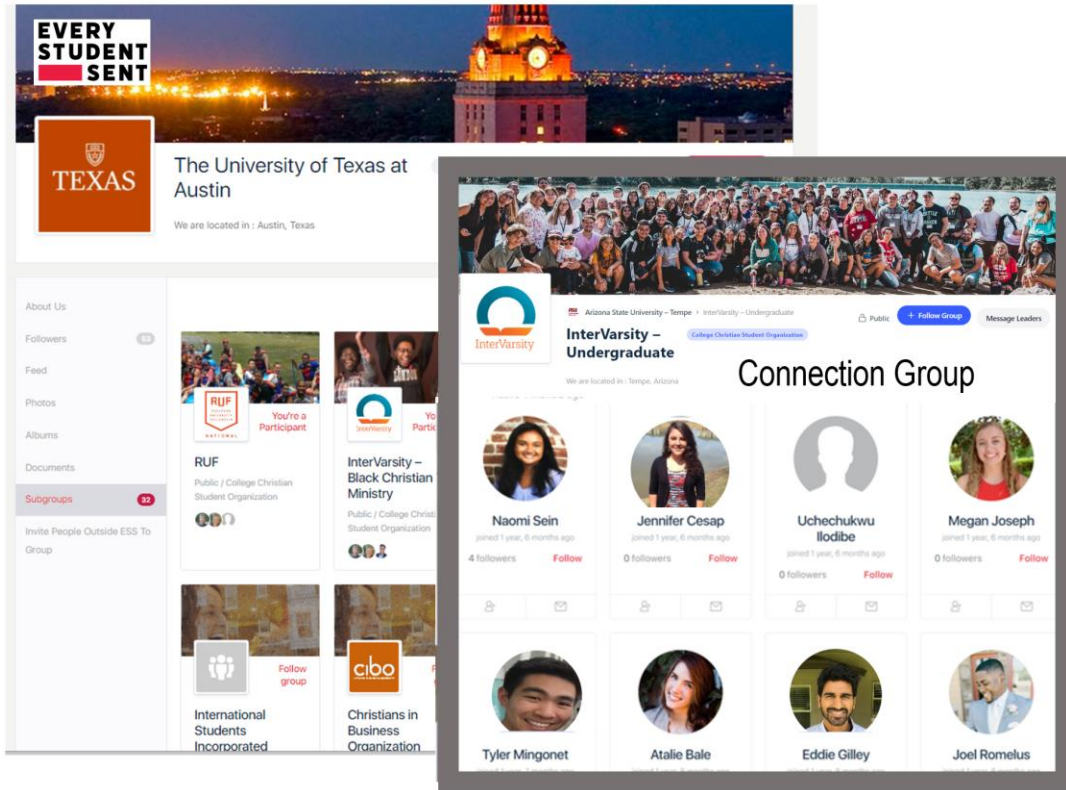 EVERY
STUDENT
SENT
TEXAS
The University of Texas at
Austin
We are located in : Austin, Texas
About Us
Followers
53
Feed
Photos
Albums
Documents
Subgroups
32
Invite People Outside ESS To
Group
RUF
NATIONAL
You're a
Participant
RUF
Public / College Christian
Student Organization
InterVarsity
Yo
Partic
InterVarsity –
Black Christian
Ministry
Public / College Christi
Student Organization
Follow
group
International
Students
Incorporated
cibo
F
Christians in
Business
Organization
InterVarsity
Arizona State University – Tempe › InterVarsity – Undergraduate
InterVarsity –
Undergraduate
College Christian Student Organization
Public
+ Follow Group
Message Leaders
We are located in : Tempe, Arizona
Connection Group
Naomi Sein
joined 1 year, 6 months ago
4 followers
Follow
Jennifer Cesap
joined 1 year, 6 months ago
0 followers
Follow
Uchechukwu
Ilodibe
joined 1 year, 6 months ago
0 followers
Follow
Megan Joseph
joined 1 year, 6 months ago
0 followers
Follow
Tyler Mingonet
Atalie Bale
Eddie Gilley
Joel Romelus